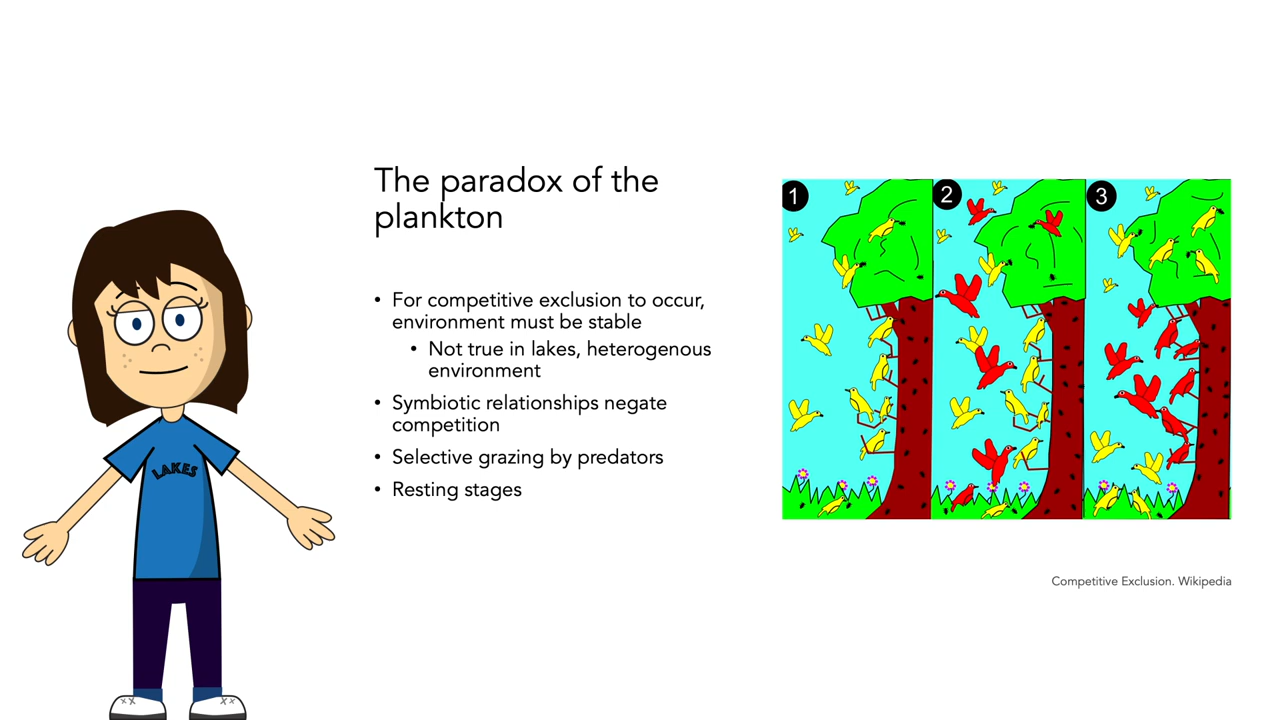 The paradox of the
plankton
• For competitive exclusion to occur,
environment must be stable
• Not true in lakes, heterogenous
environment
• Symbiotic relationships negate
competition
• Selective grazing by predators
• Resting stages
LAKES
1
2
3
Competitive Exclusion. Wikipedia